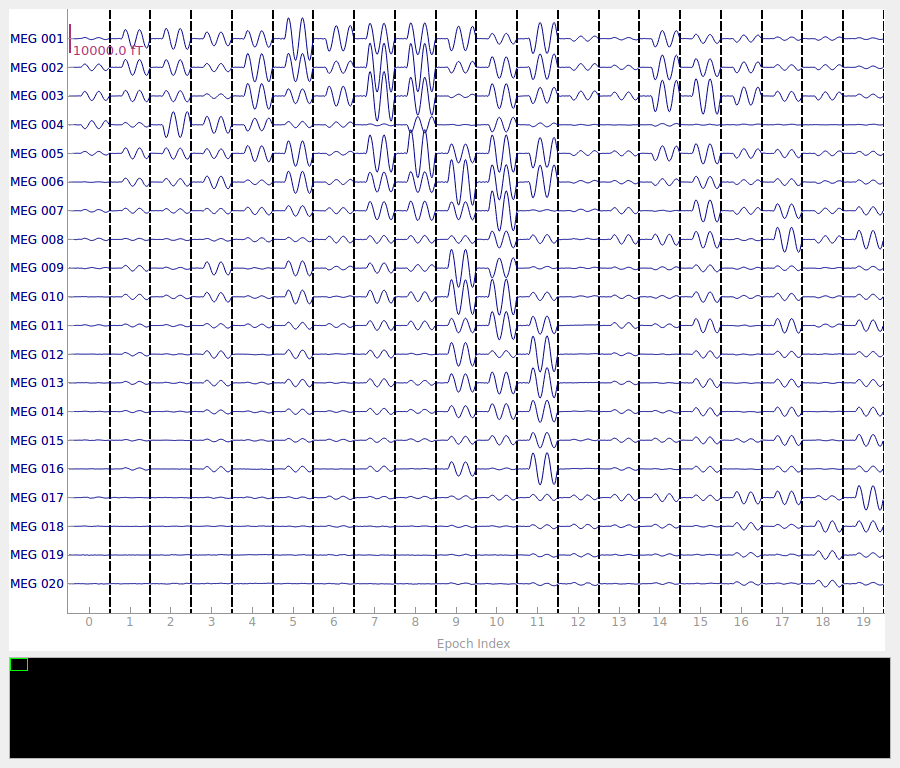 MEG 001
10000.0 fT
MEG 002
MEG 003
MEG 004
MEG 005
MEG 006
MEG 007
MEG 008
MEG 009
MEG 010
MEG 011
MEG 012
MEG 013
MEG 014
MEG 015
MEG 016
MEG 017
MEG 018
MEG 019
MEG 020
0 1 2 3 4 5 6 7 8 9 10 11 12 13 14 15 16 17 18 19
Epoch Index